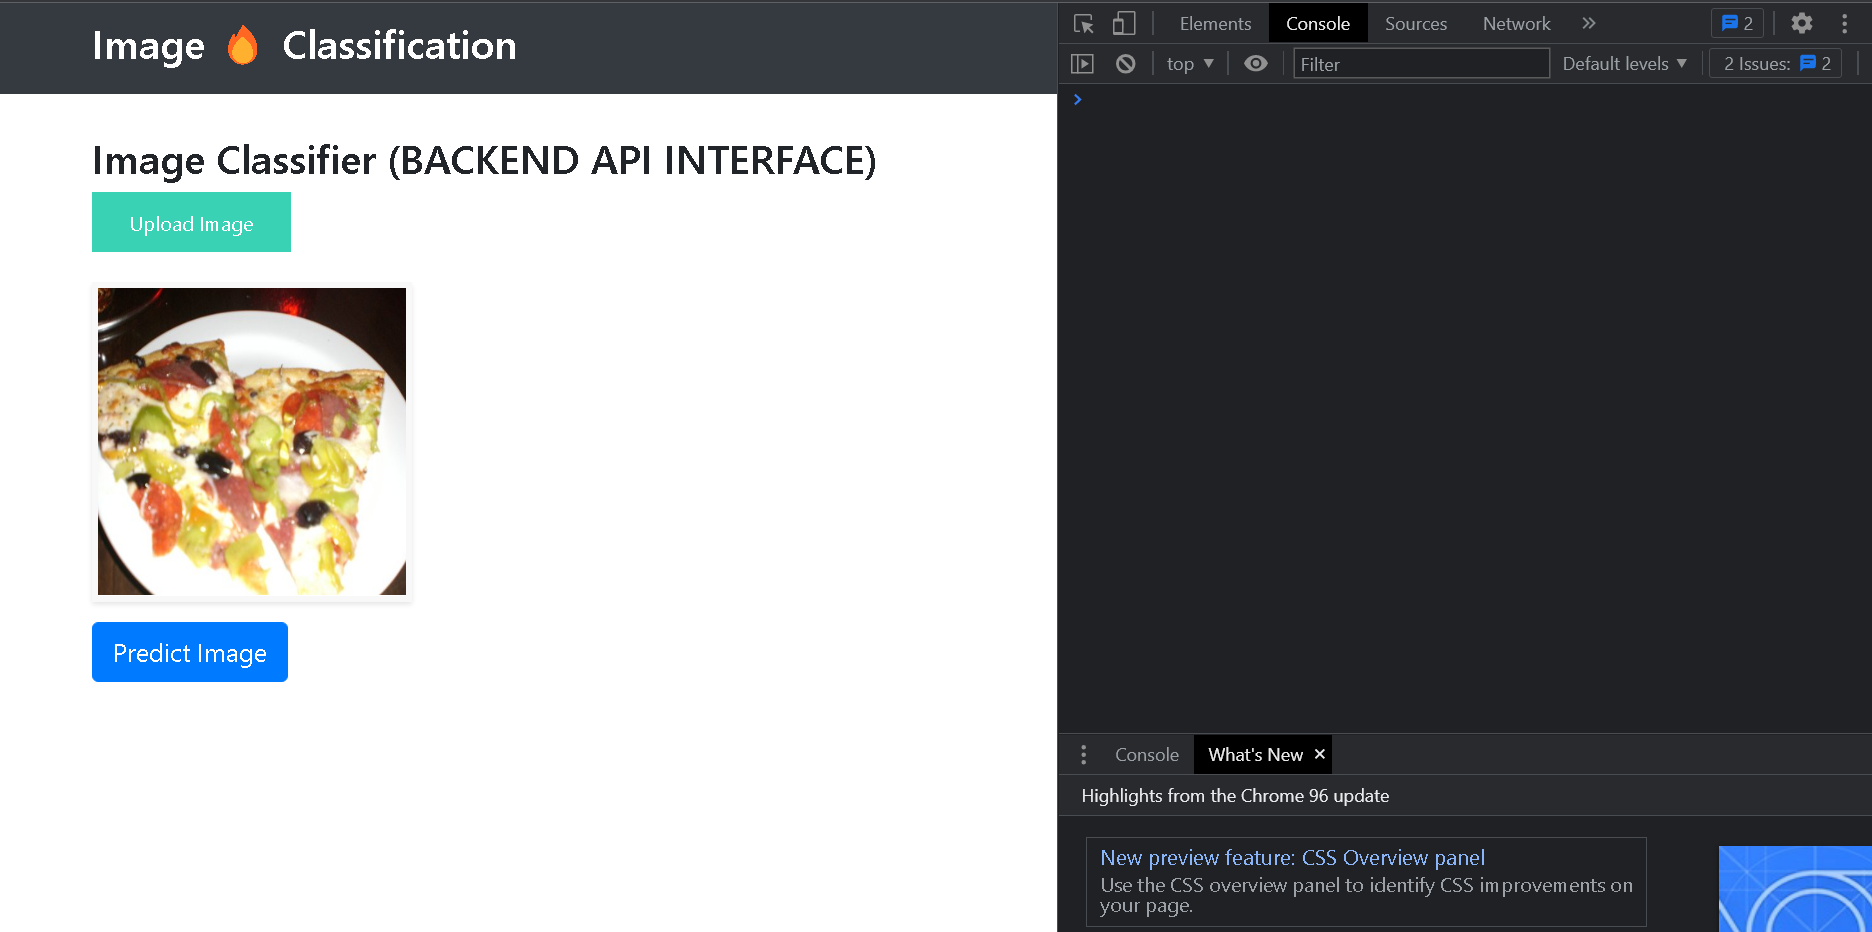 Image 🔥 Classification
Image Classifier (BACKEND API INTERFACE)
Upload Image
Predict Image
Elements Console Sources Network » 2
top ▼ Filter Default levels ▼ 2 Issues: 2
>
Console What's New ×
Highlights from the Chrome 96 update
New preview feature: CSS Overview panel
Use the CSS overview panel to identify CSS improvements on
your page.